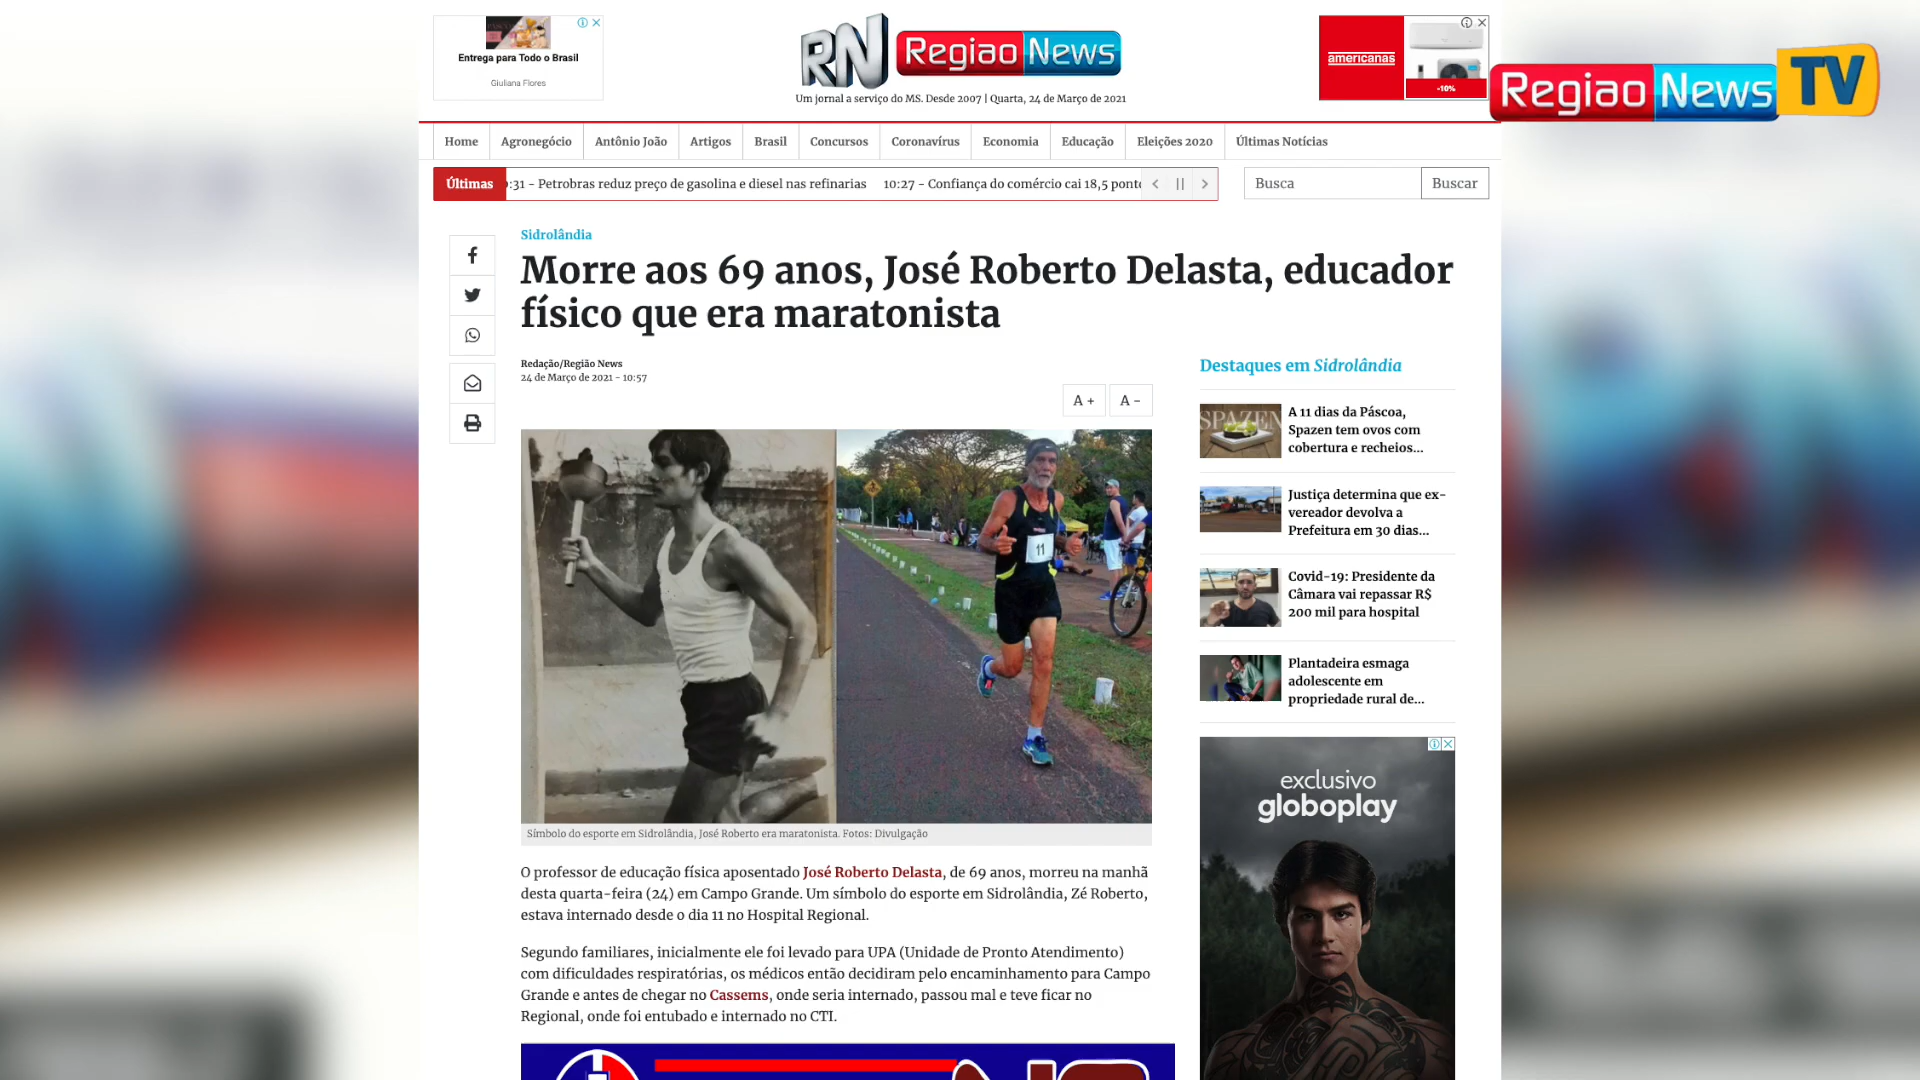 Entrega para Todo o Brasil
Giuliana Flores
RN Regiao News
Um jornal a serviço do MS. Desde 2007 | Quarta, 24 de Março de 2021
americanas
-10%
Regiao News TV
Home Agronegócio Antônio João Artigos Brasil Concursos Coronavírus Economia Educação Eleições 2020 Últimas Notícias
Últimas :31 - Petrobras reduz preço de gasolina e diesel nas refinarias 10:27 - Confiança do comércio cai 18,5 ponto
Busca Buscar
Sidrolândia
Morre aos 69 anos, José Roberto Delasta, educador
físico que era maratonista
Redação/Região News
24 de Março de 2021 - 10:57
A + A -
11
Símbolo do esporte em Sidrolândia, José Roberto era maratonista. Fotos: Divulgação
O professor de educação física aposentado José Roberto Delasta, de 69 anos, morreu na manhã
desta quarta-feira (24) em Campo Grande. Um símbolo do esporte em Sidrolândia, Zé Roberto,
estava internado desde o dia 11 no Hospital Regional.
Segundo familiares, inicialmente ele foi levado para UPA (Unidade de Pronto Atendimento)
com dificuldades respiratórias, os médicos então decidiram pelo encaminhamento para Campo
Grande e antes de chegar no Cassems, onde seria internado, passou mal e teve ficar no
Regional, onde foi entubado e internado no CTI.
Destaques em Sidrolândia
SPAZEN
A 11 dias da Páscoa,
Spazen tem ovos com
cobertura e recheios...
Justiça determina que ex-
vereador devolva a
Prefeitura em 30 dias...
Covid-19: Presidente da
Câmara vai repassar R$
200 mil para hospital
Plantadeira esmaga
adolescente em
propriedade rural de...
exclusivo
globoplay